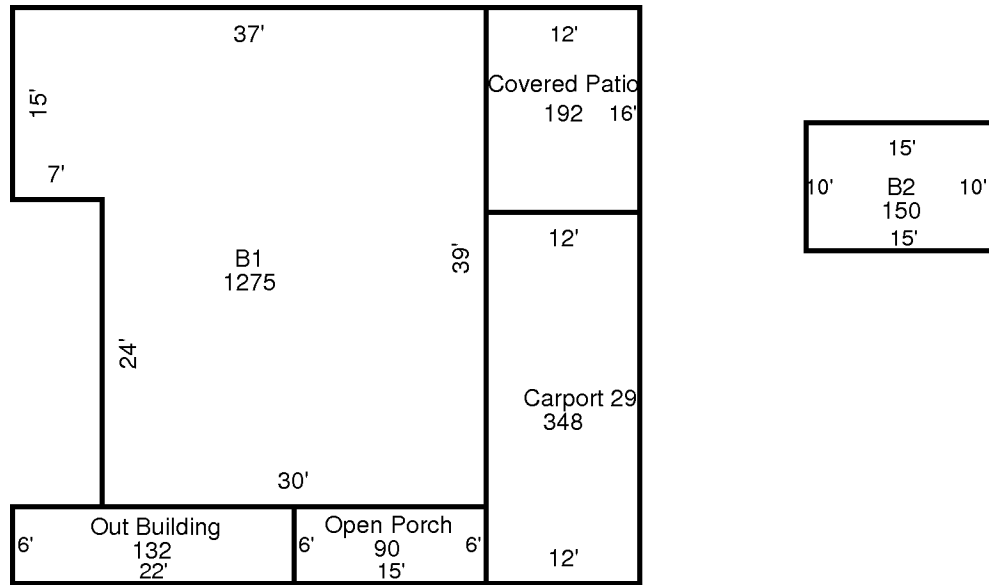 37'
12'
Covered Patio
192 16'
15'
7'
15'
10' B2 10'
150
15'
B1
1275
39'
12'
24'
Carport 29
348
30'
Out Building
6' 132
22'
Open Porch
6' 90 6'
15'
12'